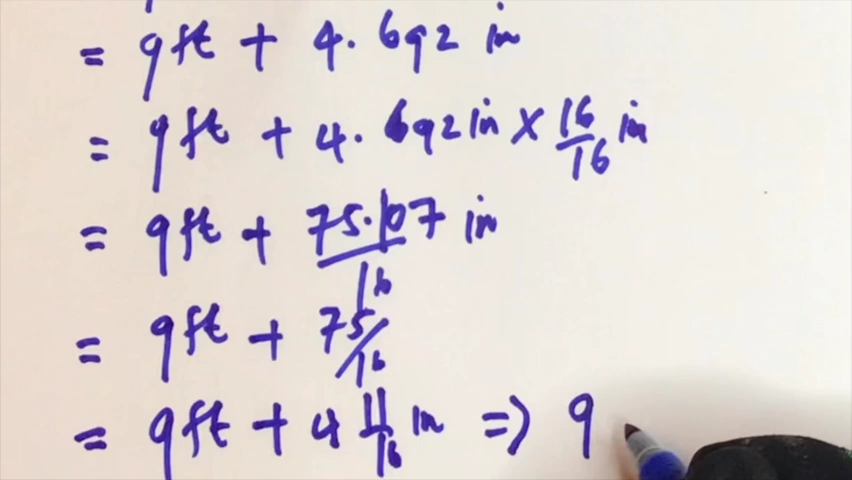 = 9ft + 4.692 in
= 9ft + 4.692in x 16/16 in
= 9ft + 75.107/16 in
= 9ft + 75/16
= 9ft + 4 11/16 in => 9